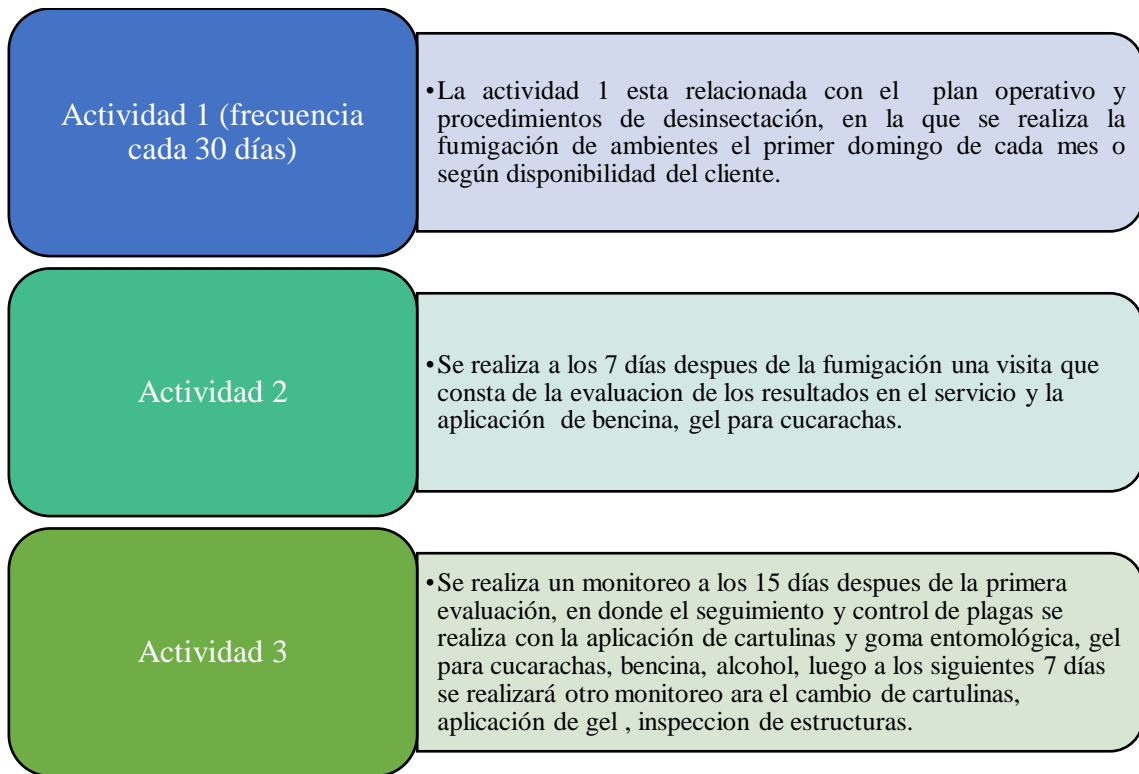 Actividad 1 (frecuencia
cada 30 días)
•La actividad 1 esta relacionada con el plan operativo y
procedimientos de desinsectación, en la que se realiza la
fumigación de ambientes el primer domingo de cada mes o
según disponibilidad del cliente.
Actividad 2
•Se realiza a los 7 días despues de la fumigación una visita que
consta de la evaluacion de los resultados en el servicio y la
aplicación de bencina, gel para cucarachas.
Actividad 3
•Se realiza un monitoreo a los 15 días despues de la primera
evaluación, en donde el seguimiento y control de plagas se
realiza con la aplicación de cartulinas y goma entomológica, gel
para cucarachas, bencina, alcohol, luego a los siguientes 7 días
se realizará otro monitoreo ara el cambio de cartulinas,
aplicación de gel , inspeccion de estructuras.